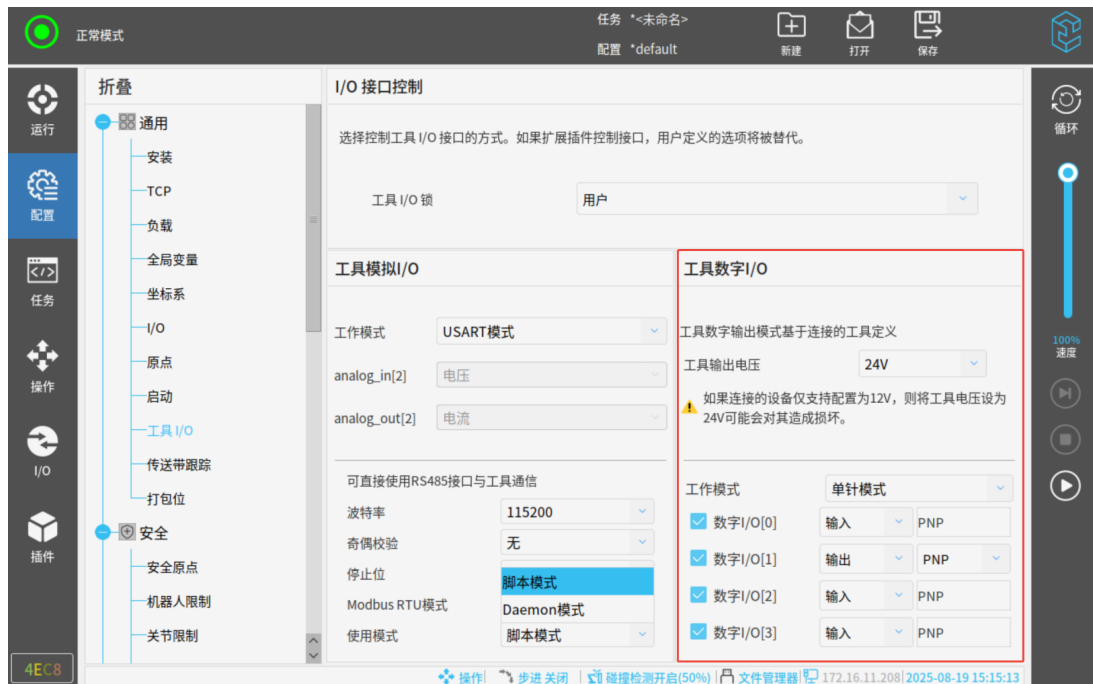 正常模式
任务 *<未命名>
配置 *default
新建
打开
保存
运行
配置
任务
操作
I/O
插件
4EC8
折叠
通用
安装
TCP
负载
全局变量
坐标系
I/O
原点
启动
工具 I/O
传送带跟踪
打包位
安全
安全原点
机器人限制
关节限制
I/O 接口控制
选择控制工具 I/O 接口的方式。如果扩展插件控制接口，用户定义的选项将被替代。
工具 I/O 锁 用户
工具模拟I/O
工作模式 USART模式
analog_in[2] 电压
analog_out[2] 电流
可直接使用RS485接口与工具通信
波特率 115200
奇偶校验 无
停止位
脚本模式
Modbus RTU模式
Daemon模式
使用模式 脚本模式
工具数字I/O
工具数字输出模式基于连接的工具定义
工具输出电压 24V
如果连接的设备仅支持配置为12V，则将工具电压设为
24V可能会对其造成损坏。
工作模式 单针模式
数字I/O[0] 输入 PNP
数字I/O[1] 输出 PNP
数字I/O[2] 输入 PNP
数字I/O[3] 输入 PNP
循环
100%
速度
操作 步进 关闭 碰撞检测开启(50%) 文件管理器 172.16.11.208 2025-08-19 15:15:13